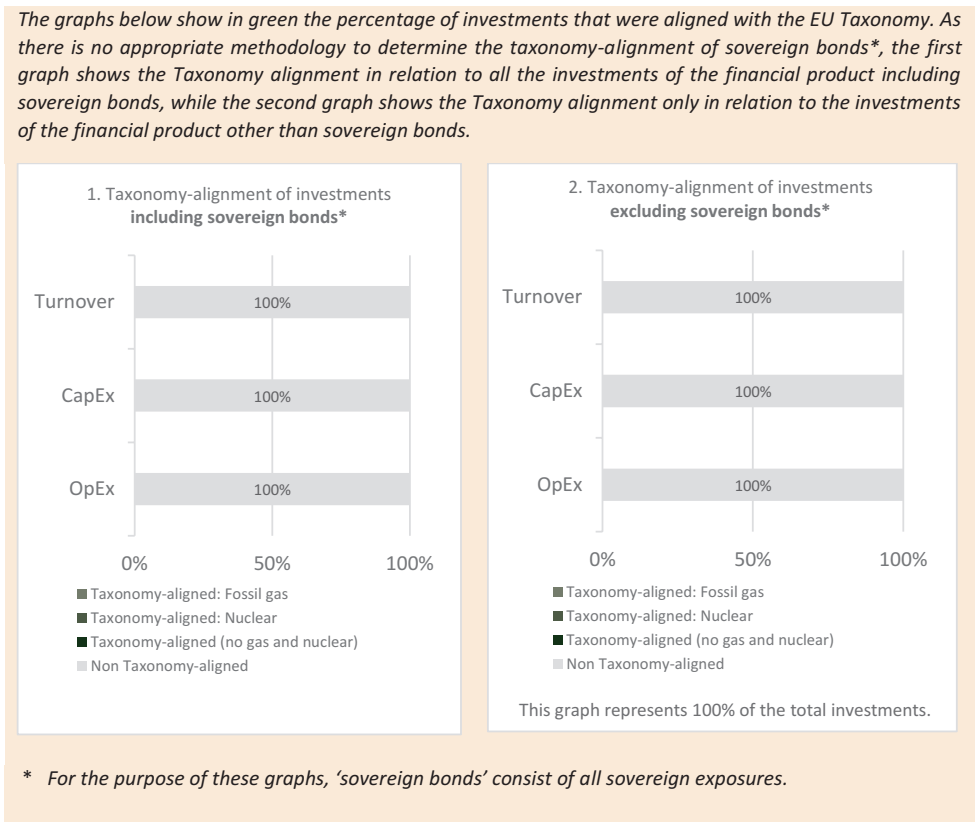 The graphs below show in green the percentage of investments that were aligned with the EU Taxonomy. As
there is no appropriate methodology to determine the taxonomy-alignment of sovereign bonds*, the first
graph shows the Taxonomy alignment in relation to all the investments of the financial product including
sovereign bonds, while the second graph shows the Taxonomy alignment only in relation to the investments
of the financial product other than sovereign bonds.
1. Taxonomy-alignment of investments
including sovereign bonds*
Turnover
100%
CapEx
100%
OpEx
100%
0% 50% 100%
Taxonomy-aligned: Fossil gas
Taxonomy-aligned: Nuclear
Taxonomy-aligned (no gas and nuclear)
Non Taxonomy-aligned
2. Taxonomy-alignment of investments
excluding sovereign bonds*
Turnover
100%
CapEx
100%
OpEx
100%
0% 50% 100%
Taxonomy-aligned: Fossil gas
Taxonomy-aligned: Nuclear
Taxonomy-aligned (no gas and nuclear)
Non Taxonomy-aligned
This graph represents 100% of the total investments.
* For the purpose of these graphs, ‘sovereign bonds’ consist of all sovereign exposures.